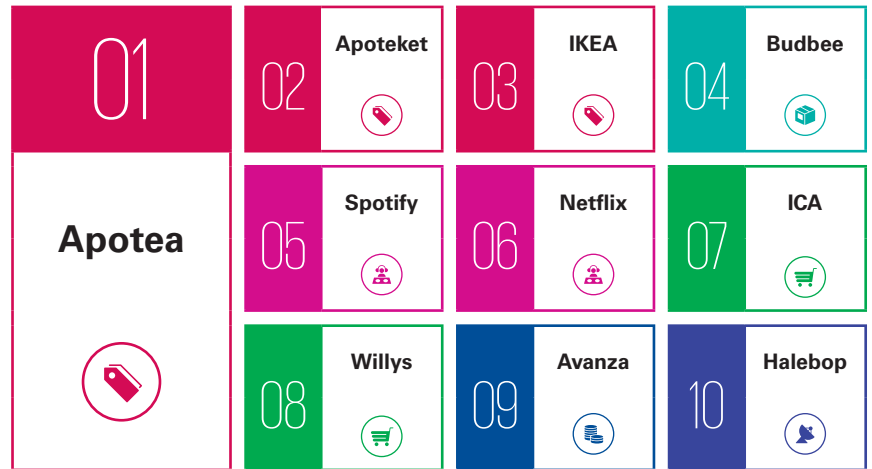 01
Apotea
02
Apoteket
03
IKEA
04
Budbee
05
Spotify
06
Netflix
07
ICA
08
Willys
09
Avanza
10
Halebop